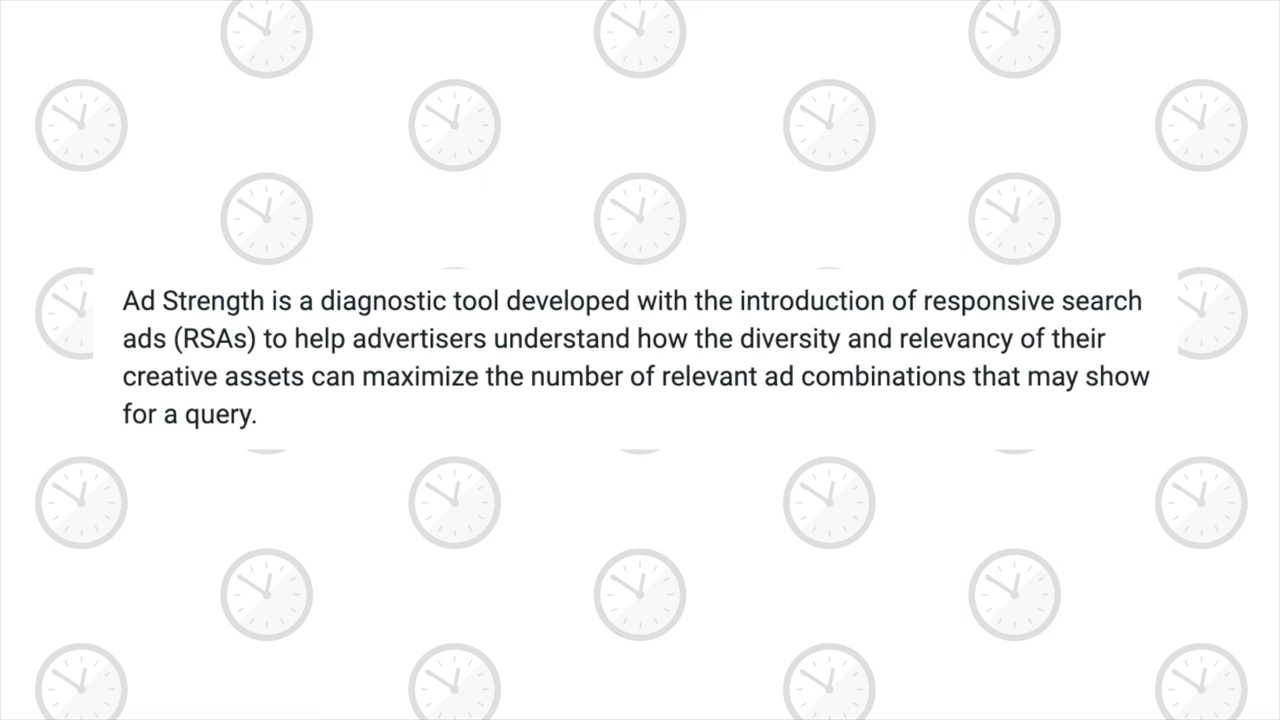 Ad Strength is a diagnostic tool developed with the introduction of responsive search
ads (RSAs) to help advertisers understand how the diversity and relevancy of their
creative assets can maximize the number of relevant ad combinations that may show
for a query.